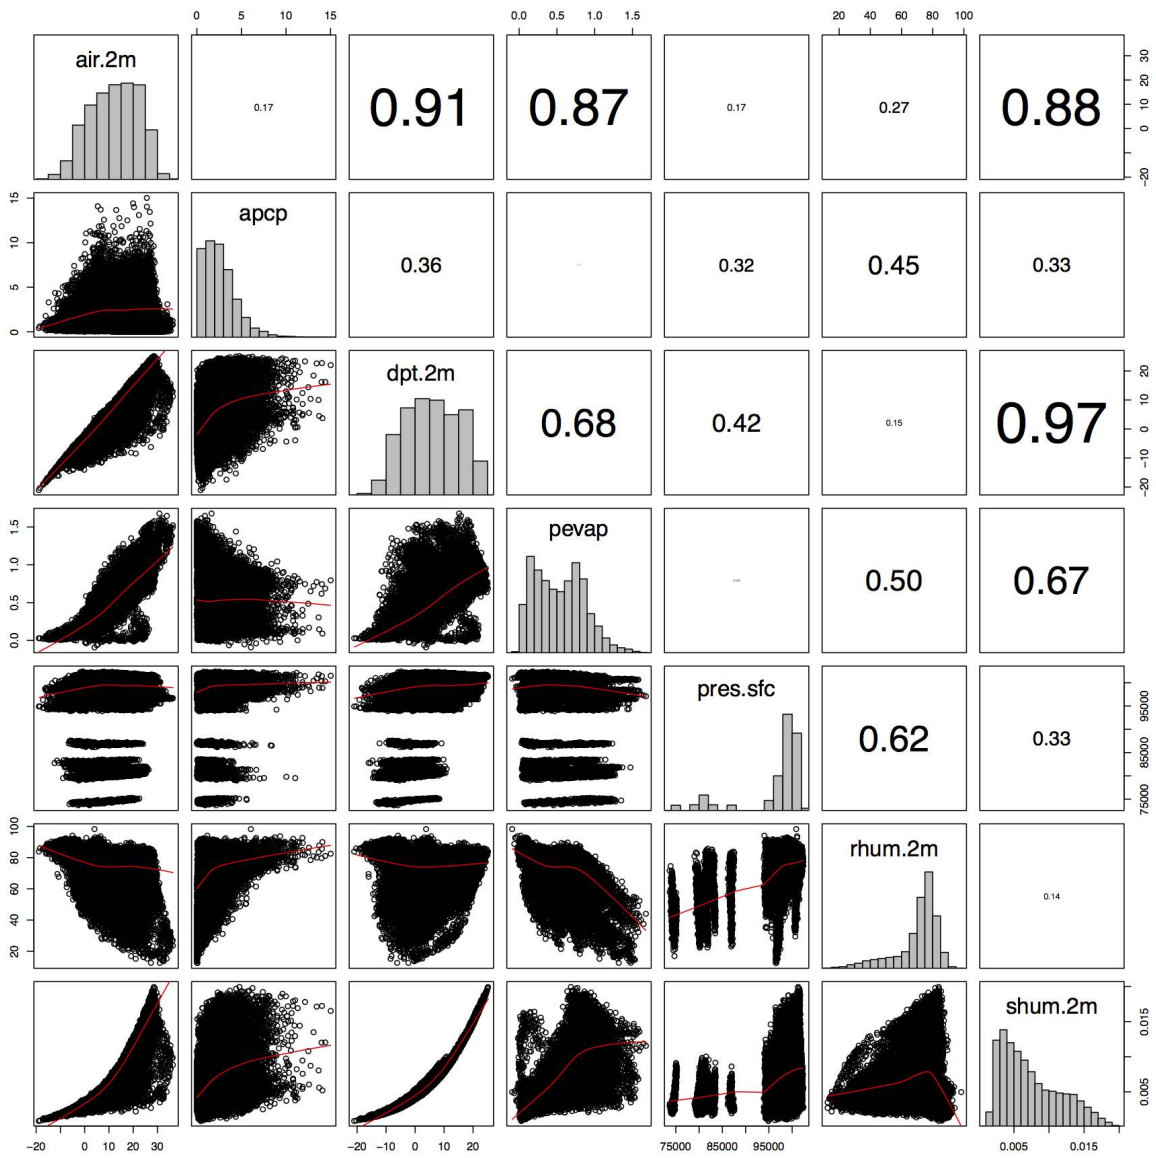 0 5 10 15 0.0 0.5 1.0 1.5 20 40 60 80 100
air.2m 0.17 0.91 0.87 0.17 0.27 0.88 −20 0 10 20 30
0 5 10 15 apcp 0.36 0.32 0.45 0.33
dpt.2m 0.68 0.42 0.15 0.97 −20 −10 0 10 20
0.0 0.5 1.0 1.5 pevap 0.50 0.67
pres.sfc 0.62 0.33 75000 85000 95000
20 40 60 80 100 rhum.2m 0.14
shum.2m 0.005 0.015
−20 0 10 20 30 −20 0 10 20 75000 85000 95000 0.005 0.015